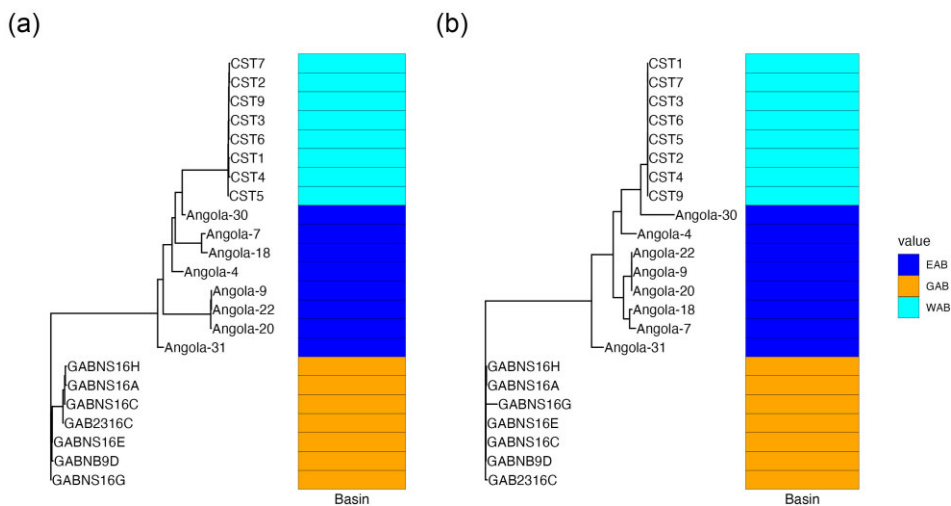 (a)
CST7
CST2
CST9
CST3
CST6
CST1
CST4
CST5
Angola-30
Angola-7
Angola-18
Angola-4
Angola-9
Angola-22
Angola-20
Angola-31
GABNS16H
GABNS16A
GABNS16C
GAB2316C
GABNS16E
GABNB9D
GABNS16G
Basin
(b)
CST1
CST7
CST3
CST6
CST5
CST2
CST4
CST9
Angola-30
Angola-4
Angola-22
Angola-9
Angola-20
Angola-18
Angola-7
Angola-31
GABNS16H
GABNS16A
GABNS16G
GABNS16E
GABNS16C
GABNB9D
GAB2316C
Basin
value
EAB
GAB
WAB